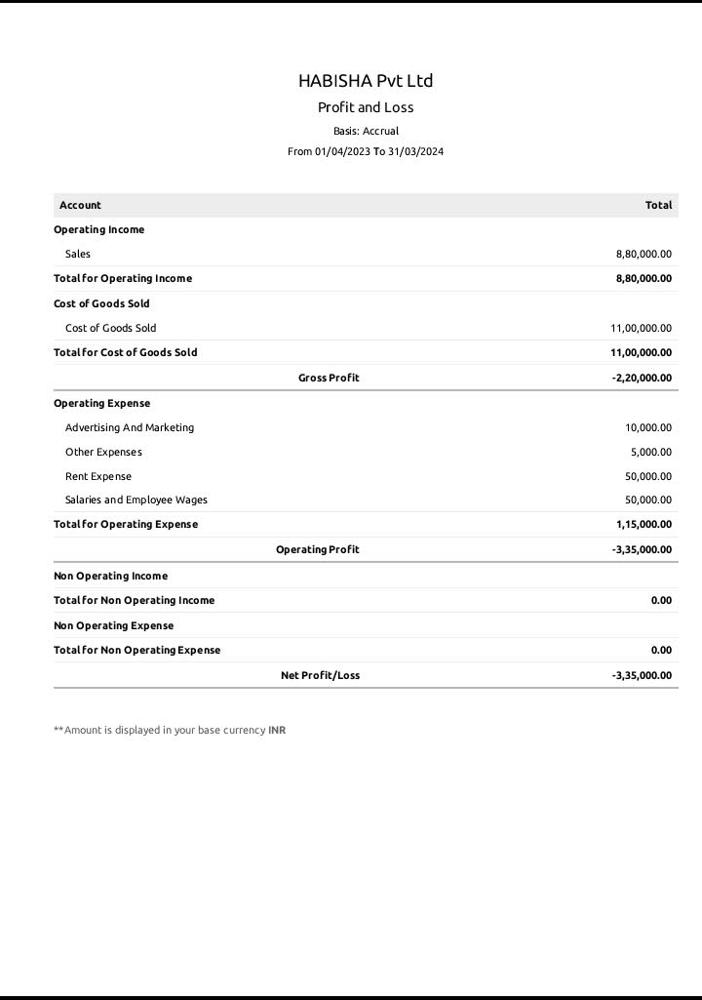 HABISHA Pvt Ltd
Profit and Loss
Basis: Accrual
From 01/04/2023 To 31/03/2024
Account Total
Operating Income
Sales 8,80,000.00
Total for Operating Income 8,80,000.00
Cost of Goods Sold
Cost of Goods Sold 11,00,000.00
Total for Cost of Goods Sold 11,00,000.00
Gross Profit -2,20,000.00
Operating Expense
Advertising And Marketing 10,000.00
Other Expenses 5,000.00
Rent Expense 50,000.00
Salaries and Employee Wages 50,000.00
Total for Operating Expense 1,15,000.00
Operating Profit -3,35,000.00
Non Operating Income
Total for Non Operating Income 0.00
Non Operating Expense
Total for Non Operating Expense 0.00
Net Profit/Loss -3,35,000.00
**Amount is displayed in your base currency INR